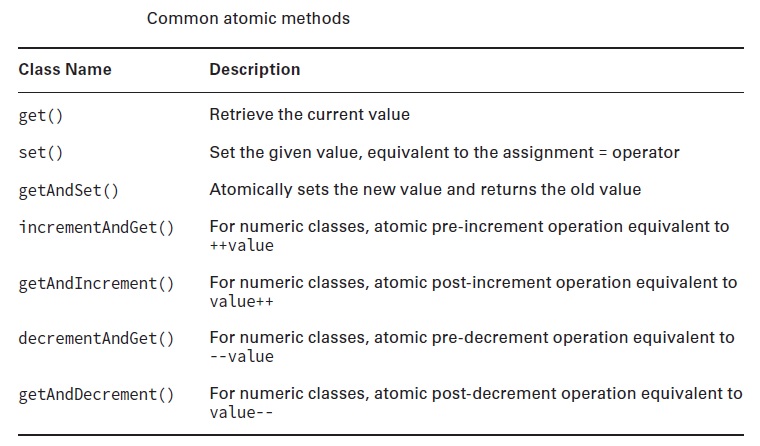 Common atomic methods
Class Name Description
get() Retrieve the current value
set() Set the given value, equivalent to the assignment = operator
getAndSet() Atomically sets the new value and returns the old value
incrementAndGet() For numeric classes, atomic pre-increment operation equivalent to
++value
getAndIncrement() For numeric classes, atomic post-increment operation equivalent to
value++
decrementAndGet() For numeric classes, atomic pre-decrement operation equivalent to
--value
getAndDecrement() For numeric classes, atomic post-decrement operation equivalent to
value--